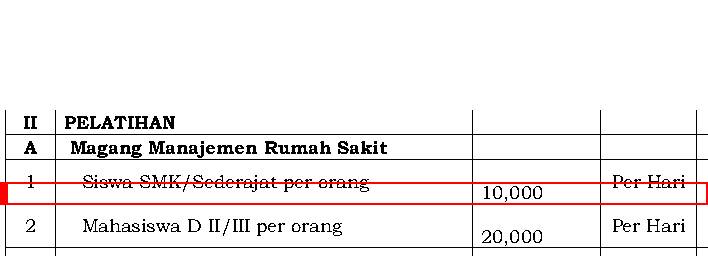 II PELATIHAN
A Magang Manajemen Rumah Sakit
1 Siswa SMK/Sederajat per orang 10,000 Per Hari
2 Mahasiswa D II/III per orang 20,000 Per Hari